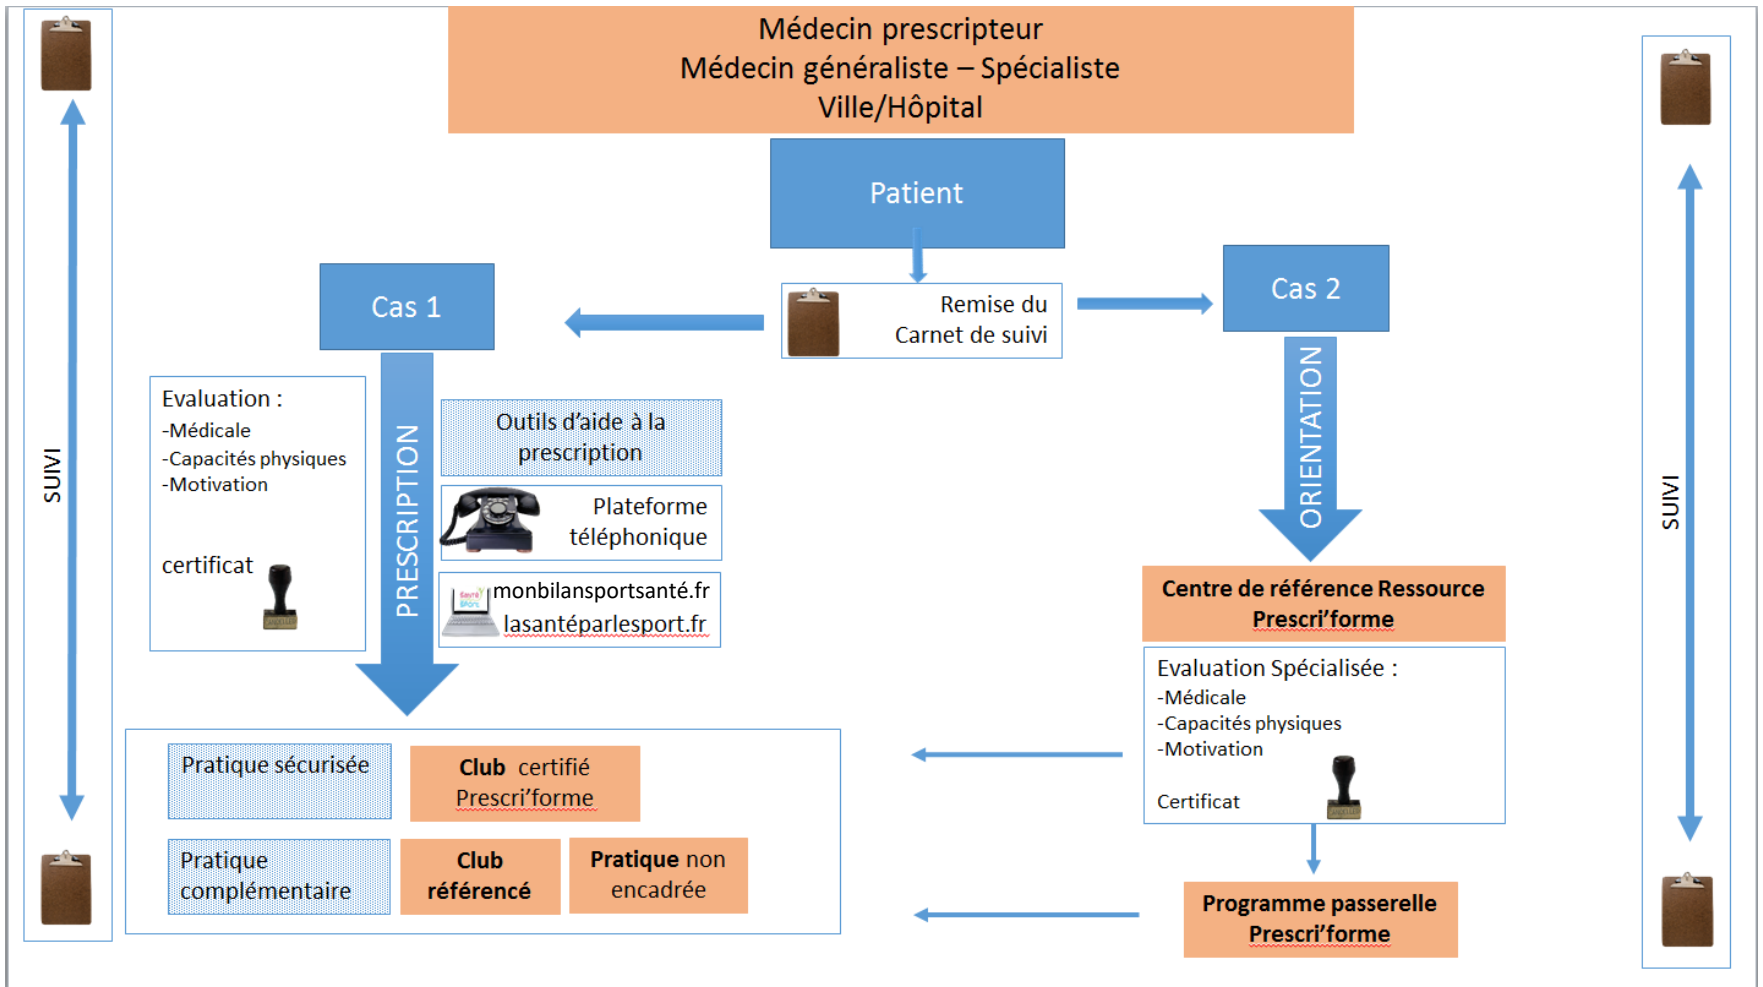 Médecin prescripteur
Médecin généraliste – Spécialiste
Ville/Hôpital
Patient
Remise du
Carnet de suivi
Cas 1
Cas 2
SUIVI
Evaluation :
-Médicale
-Capacités physiques
-Motivation
certificat
PRESCRIPTION
Outils d'aide à la
prescription
Plateforme
téléphonique
monbilansportsanté.fr
lasantéparlesport.fr
ORIENTATION
Centre de référence Ressource
Prescri'forme
Evaluation Spécialisée :
-Médicale
-Capacités physiques
-Motivation
Certificat
SUIVI
Pratique sécurisée
Club certifié
Prescri'forme
Pratique
complémentaire
Club
référencé
Pratique non
encadrée
Programme passerelle
Prescri'forme